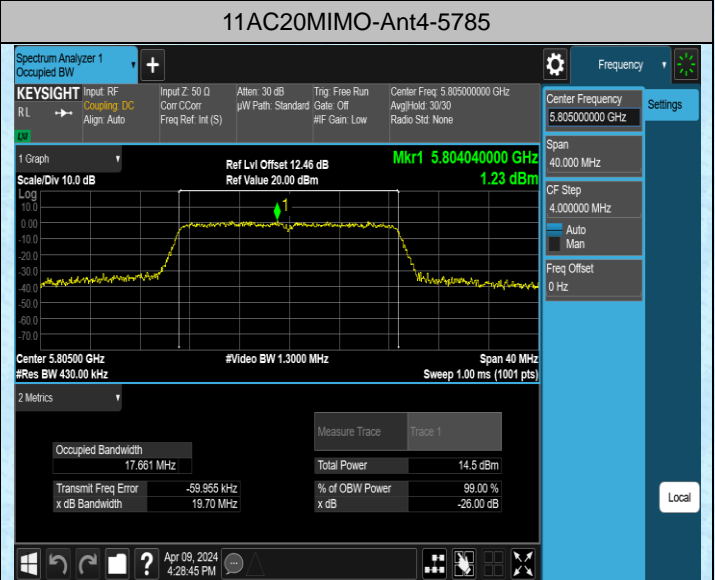 11AC20MIMO-Ant4-5785
Spectrum Analyzer 1
Occupied BW
Frequency
KEYSIGHT
RL
Input: RF
Coupling: DC
Align: Auto
Input Z: 50 Ω
Corr CCorr
Freq Ref: Int (S)
Atten: 30 dB
µW Path: Standard
Trig: Free Run
Gate: Off
#IF Gain: Low
Center Freq: 5.805000000 GHz
Avg|Hold: 30/30
Radio Std: None
Center Frequency
5.805000000 GHz
Settings
Span
40.000 MHz
CF Step
4.000000 MHz
Auto
Man
Freq Offset
0 Hz
1 Graph
Scale/Div 10.0 dB
Ref Lvl Offset 12.46 dB
Ref Value 20.00 dBm
Mkr1 5.804040000 GHz
1.23 dBm
Log
10.0
0.00
-10.0
-20.0
-30.0
-40.0
-50.0
-60.0
-70.0
1
Center 5.80500 GHz
#Video BW 1.3000 MHz
Span 40 MHz
#Res BW 430.00 kHz
Sweep 1.00 ms (1001 pts)
2 Metrics
Measure Trace
Trace 1
Occupied Bandwidth
17.661 MHz
Total Power
14.5 dBm
Transmit Freq Error
-59.955 kHz
% of OBW Power
99.00 %
x dB Bandwidth
19.70 MHz
x dB
-26.00 dB
Local
?
Apr 09, 2024
4:28:45 PM